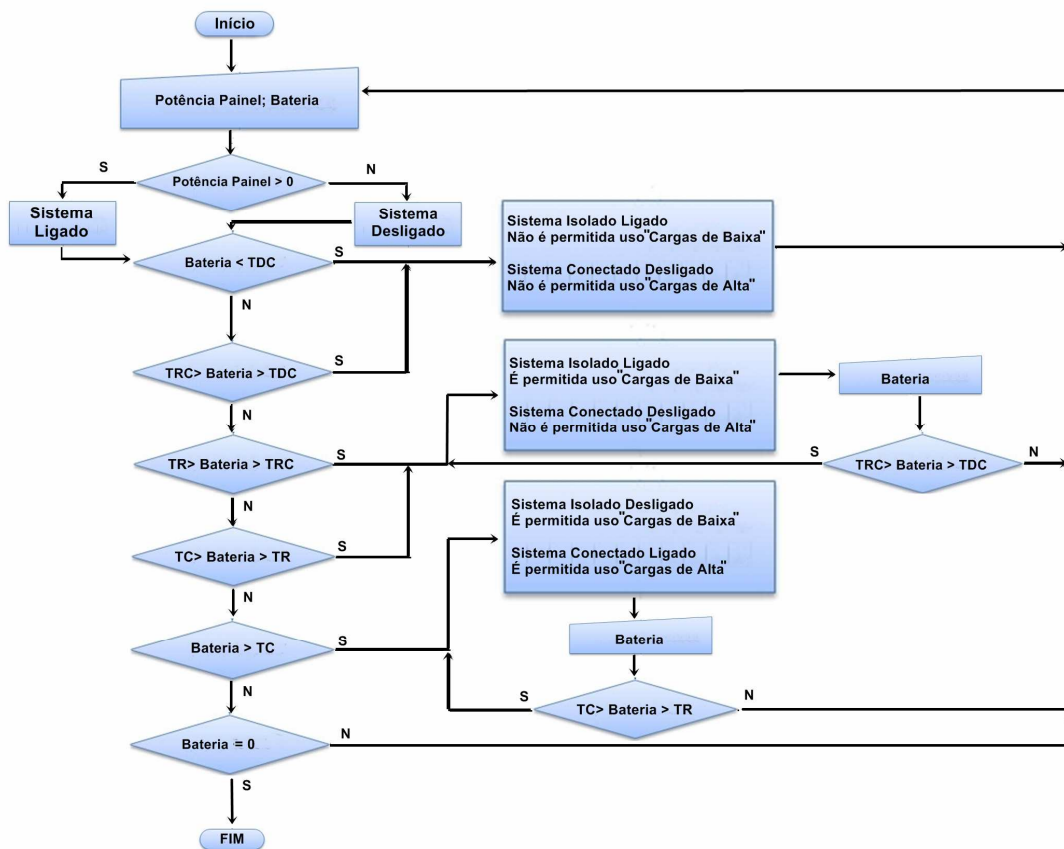 Início
Potência Painel; Bateria
S
Potência Painel > 0
N
Sistema
Ligado
Sistema
Desligado
Bateria < TDC
S
Sistema Isolado Ligado
Não é permitida uso"Cargas de Baixa"
Sistema Conectado Desligado
Não é permitida uso"Cargas de Alta"
N
TRC> Bateria > TDC
S
Sistema Isolado Ligado
É permitida uso"Cargas de Baixa"
Sistema Conectado Desligado
Não é permitida uso"Cargas de Alta"
Bateria
N
TR> Bateria > TRC
S
S
TRC> Bateria > TDC
N
N
TC> Bateria > TR
S
Sistema Isolado Desligado
É permitida uso"Cargas de Baixa"
Sistema Conectado Ligado
É permitida uso"Cargas de Alta"
N
Bateria > TC
S
Bateria
N
S
TC> Bateria > TR
N
Bateria = 0
N
S
FIM